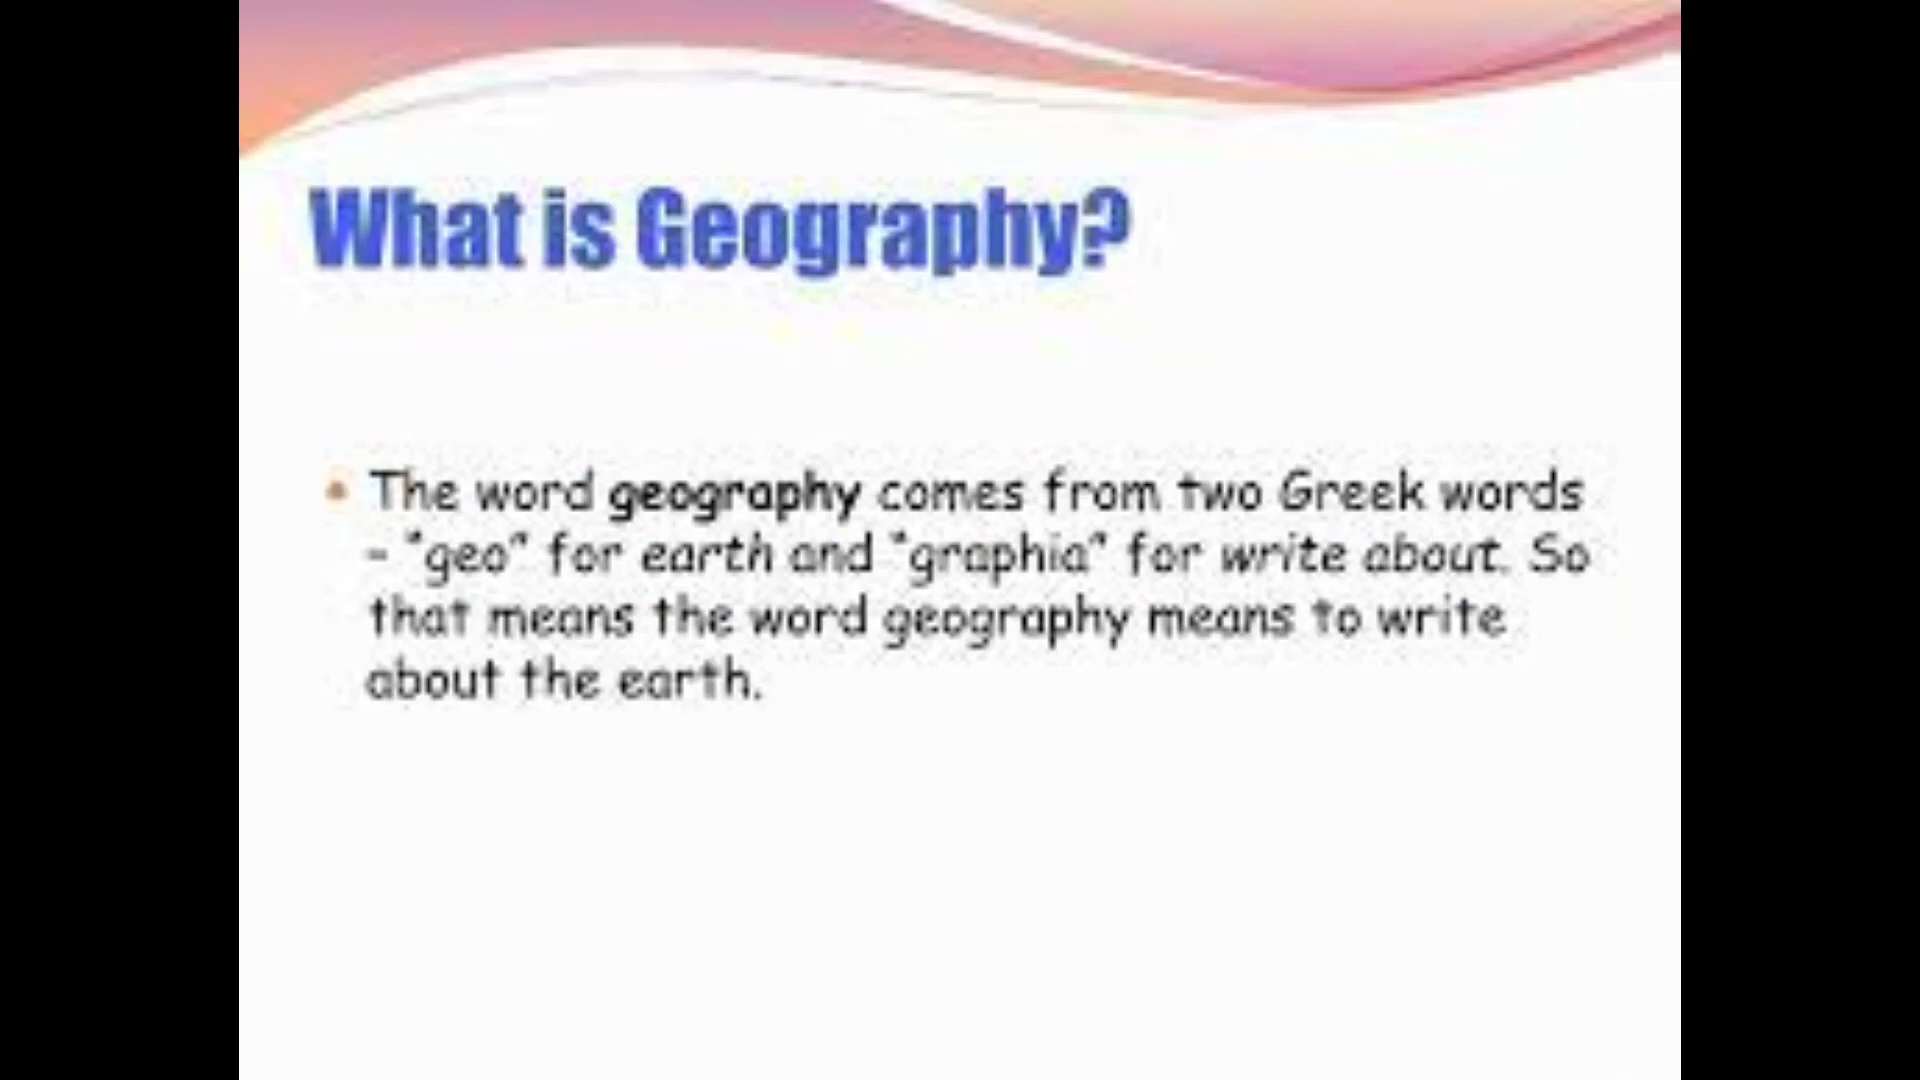 What is Geography?
• The word geography comes from two Greek words
– "geo" for earth and "graphia" for write about. So
that means the word geography means to write
about the earth.